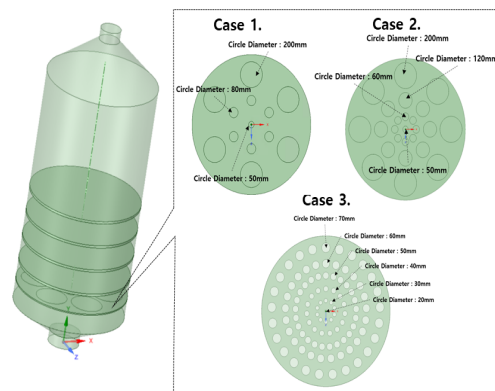 Case 1.
Circle Diameter : 200mm
Circle Diameter : 80mm
Circle Diameter : 50mm
Case 2.
Circle Diameter : 200mm
Circle Diameter : 120mm
Circle Diameter : 60mm
Circle Diameter : 50mm
Case 3.
Circle Diameter : 70mm
Circle Diameter : 60mm
Circle Diameter : 50mm
Circle Diameter : 40mm
Circle Diameter : 30mm
Circle Diameter : 20mm
Y
X
Z